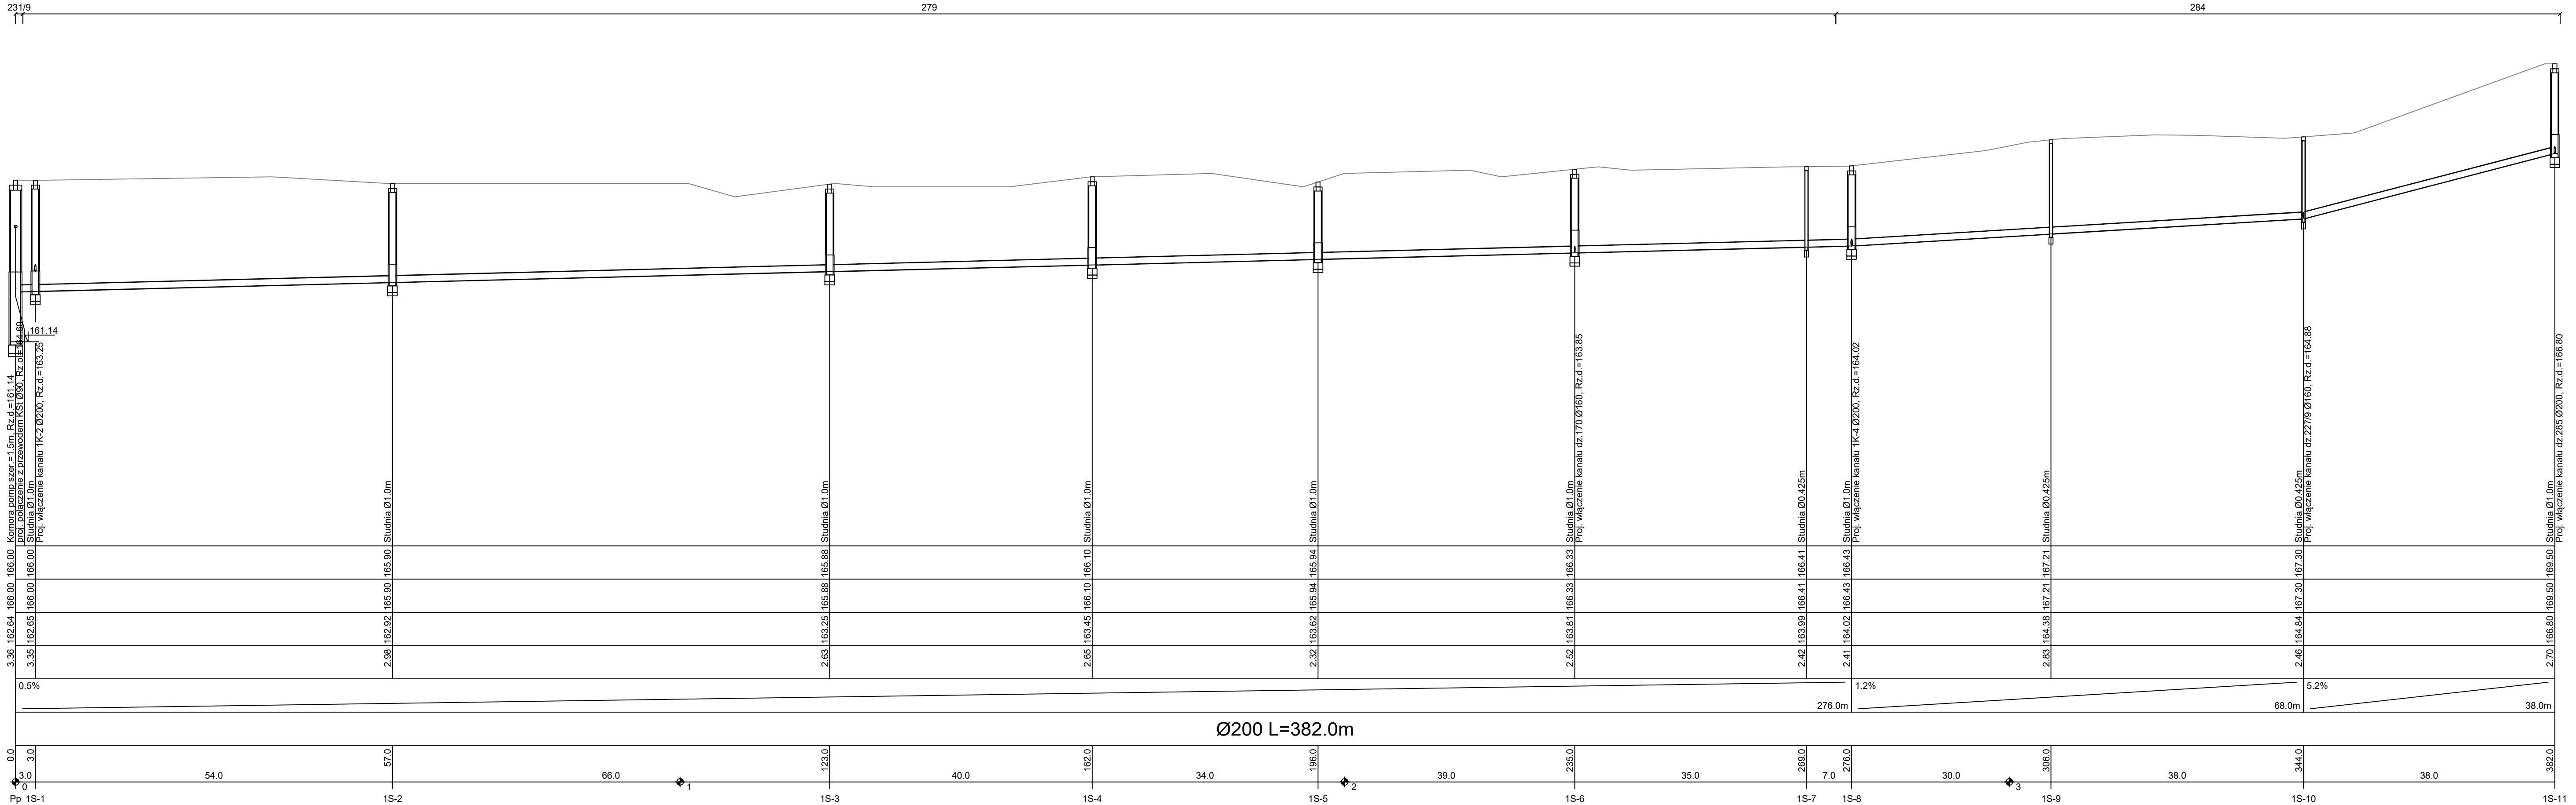 231/9 279 284
161.14
Komora pomp szer.=1.5m, Rz.d.=161.14
proj. połączenie z przewodem KSt Ø90, Rz.o.=164.60
Studnia Ø1.0m
Proj. włączenie kanału 1K-2 Ø200, Rz.d.=163.25
Studnia Ø1.0m
Studnia Ø1.0m
Studnia Ø1.0m
Studnia Ø1.0m
Studnia Ø1.0m
Proj. włączenie kanału dz.170 Ø160, Rz.d.=163.85
Studnia Ø0.425m
Studnia Ø1.0m
Proj. włączenie kanału 1K-4 Ø200, Rz.d.=164.02
Studnia Ø0.425m
Studnia Ø0.425m
Proj. włączenie kanału dz.227/9 Ø160, Rz.d.=164.88
Studnia Ø1.0m
Proj. włączenie kanału dz.285 Ø200, Rz.d.=166.80
166.00 166.00 165.90 165.88 166.10 165.94 166.33 166.41 166.43 167.21 167.30 169.50
166.00 166.00 165.90 165.88 166.10 165.94 166.33 166.41 166.43 167.21 167.30 169.50
162.64 162.65 162.92 163.25 163.45 163.62 163.81 163.99 164.02 164.38 164.84 166.80
3.36 3.35 2.98 2.63 2.65 2.32 2.52 2.42 2.41 2.83 2.46 2.70
0.5% 1.2% 5.2%
276.0m 68.0m 38.0m
Ø200 L=382.0m
0.0 3.0 57.0 123.0 162.0 196.0 235.0 269.0 276.0 306.0 344.0 382.0
3.0 54.0 66.0 40.0 34.0 39.0 35.0 7.0 30.0 38.0 38.0
0 1 2 3
Pp 1S-1 1S-2 1S-3 1S-4 1S-5 1S-6 1S-7 1S-8 1S-9 1S-10 1S-11